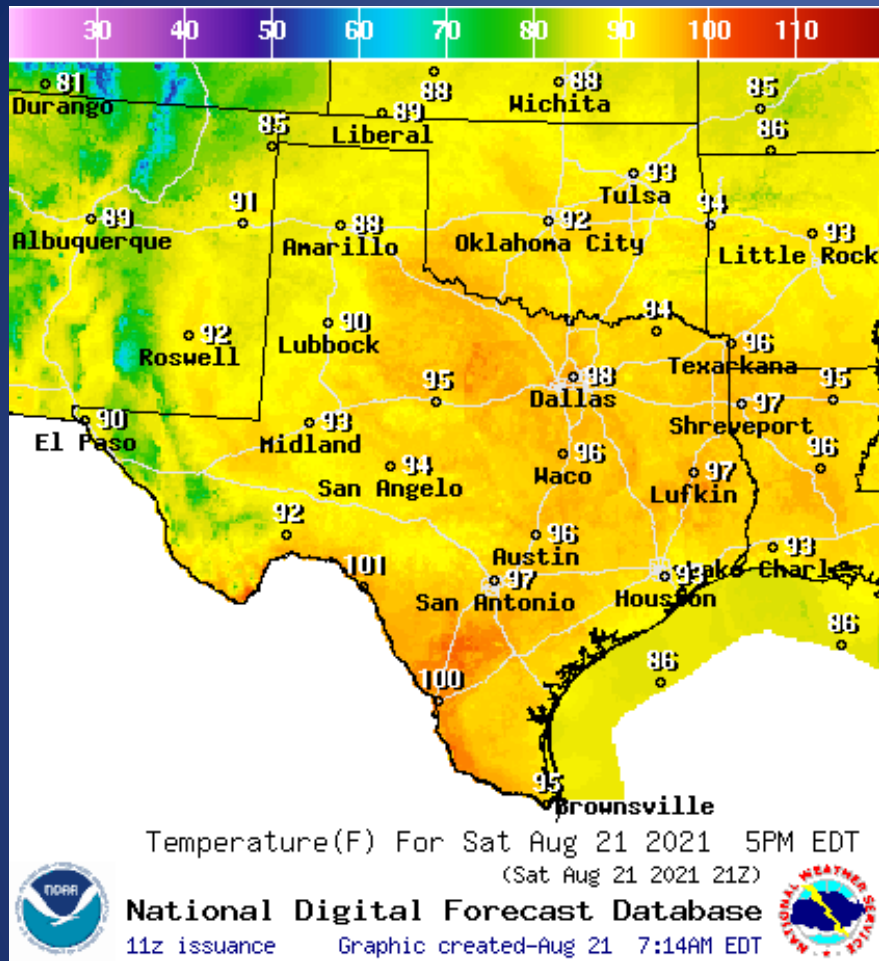 30 40 50 60 70 80 90 100 110
81
Durango
88
88
Wichita
85
89
Liberal
85
86
93
Tulsa
89
Albuquerque
91
88
Amarillo
92
Oklahoma City
94
93
Little Rock
92
Roswell
90
Lubbock
94
96
Texarkana
95
98
Dallas
97
Shreveport
95
90
El Paso
93
Midland
94
San Angelo
96
Waco
97
Lufkin
96
92
96
Austin
93
101
97
San Antonio
93
Houston
Lake Charles
86
86
100
95
Brownsville
Temperature(F) For Sat Aug 21 2021 5PM EDT
(Sat Aug 21 2021 21Z)
National Digital Forecast Database
11z issuance Graphic created-Aug 21 7:14AM EDT
NOAA
NATIONAL WEATHER SERVICE